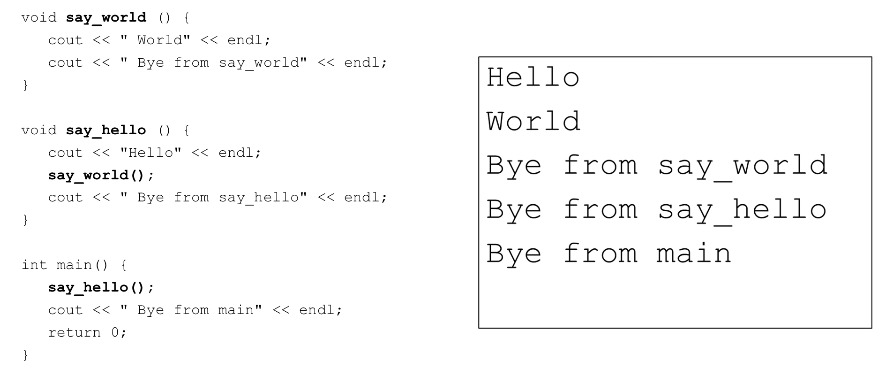 void say_world () {
cout << " World" << endl;
cout << " Bye from say_world" << endl;
}
void say_hello () {
cout << "Hello" << endl;
say_world();
cout << " Bye from say_hello" << endl;
}
int main() {
say_hello();
cout << " Bye from main" << endl;
return 0;
}
Hello
World
Bye from say_world
Bye from say_hello
Bye from main